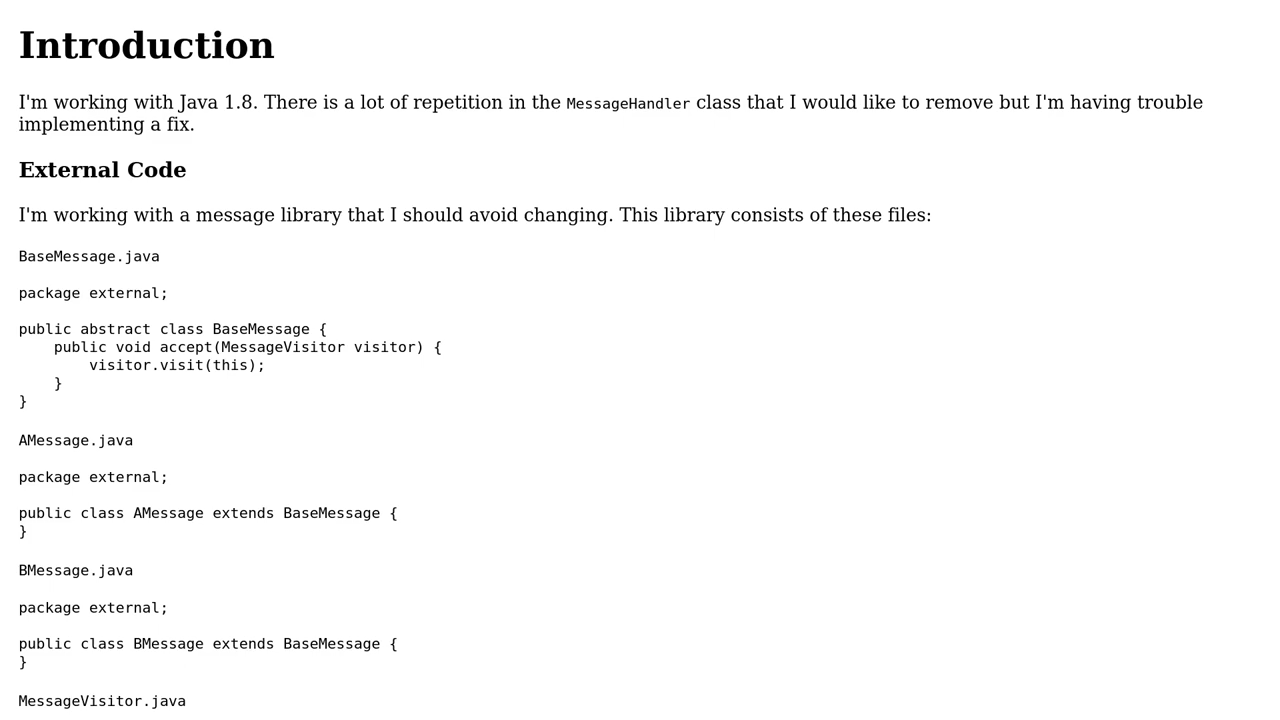 Introduction
I'm working with Java 1.8. There is a lot of repetition in the MessageHandler class that I would like to remove but I'm having trouble
implementing a fix.
External Code
I'm working with a message library that I should avoid changing. This library consists of these files:
BaseMessage.java
package external;
public abstract class BaseMessage {
    public void accept(MessageVisitor visitor) {
        visitor.visit(this);
    }
}
AMessage.java
package external;
public class AMessage extends BaseMessage {
}
BMessage.java
package external;
public class BMessage extends BaseMessage {
}
MessageVisitor.java